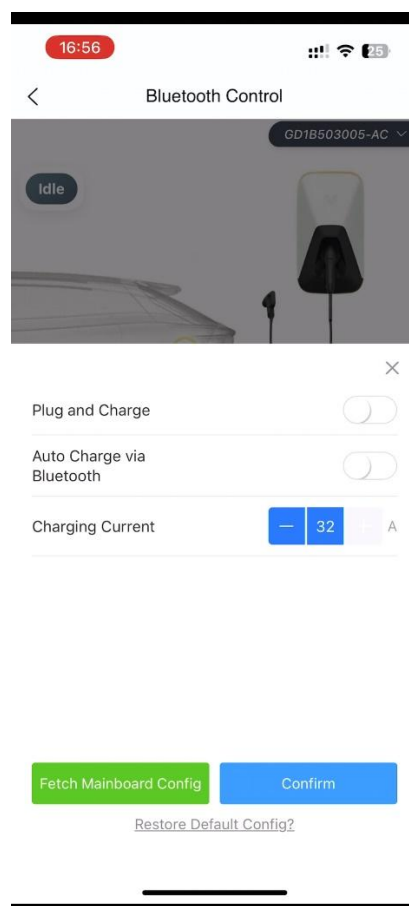 16:56
25
Bluetooth Control
GD1B503005-AC
Idle
Plug and Charge
Auto Charge via
Bluetooth
Charging Current
32
A
Fetch Mainboard Config
Confirm
Restore Default Config?